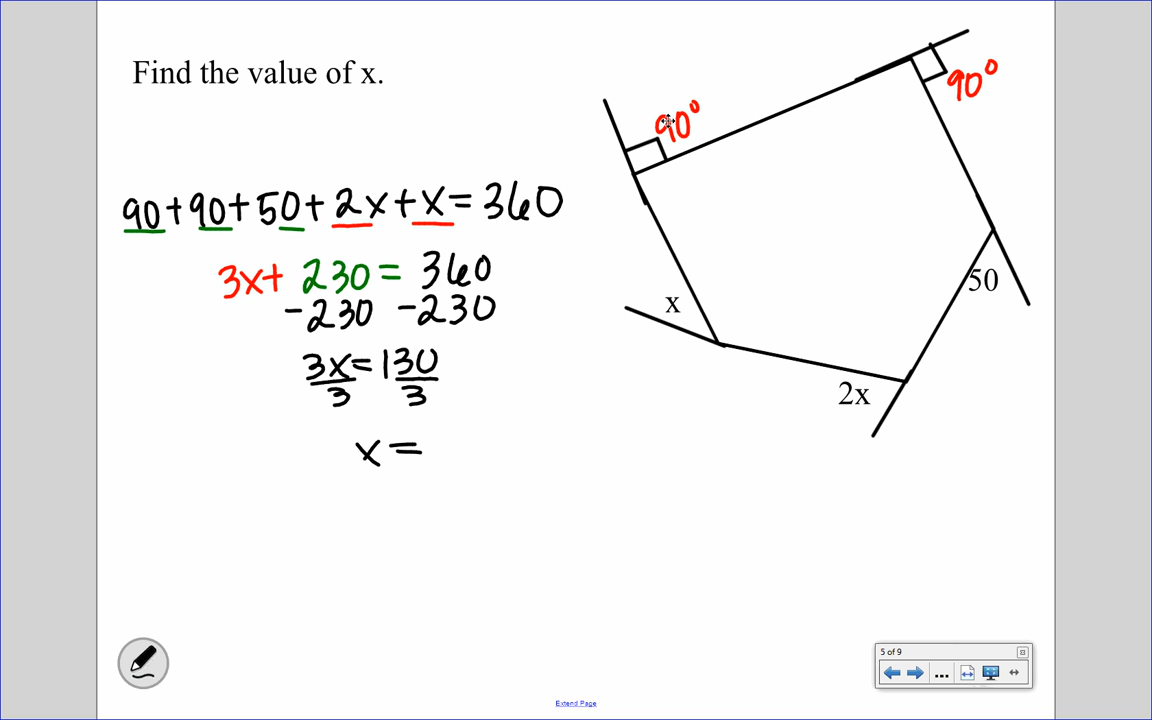 Find the value of x.
90°
90°
90+90+50+2x+x=360
3x+ 230= 360
-230 -230
3x=130
3 3
x=
x
50
2x
5 of 9
...
Extend Page